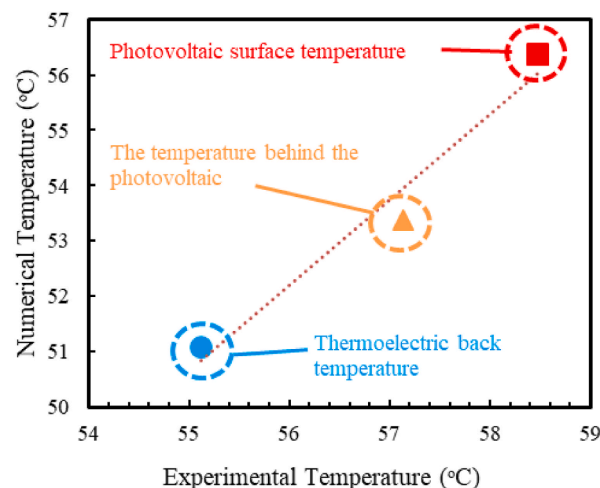 57
56
55
54
53
52
51
50
Numerical Temperature (°C)
Photovoltaic surface temperature
The temperature behind the
photovoltaic
Thermoelectric back
temperature
54 55 56 57 58 59
Experimental Temperature (°C)